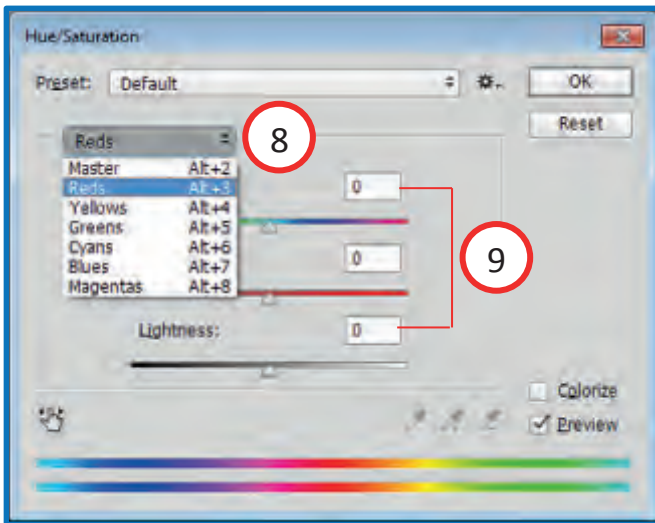 Hue/Saturation
Preset: Default
OK
Reset
Reds
8
Master Alt+2
Reds Alt+3
Yellows Alt+4
Greens Alt+5
Cyans Alt+6
Blues Alt+7
Magentas Alt+8
0
0
9
Lightness: 0
Colorize
Preview